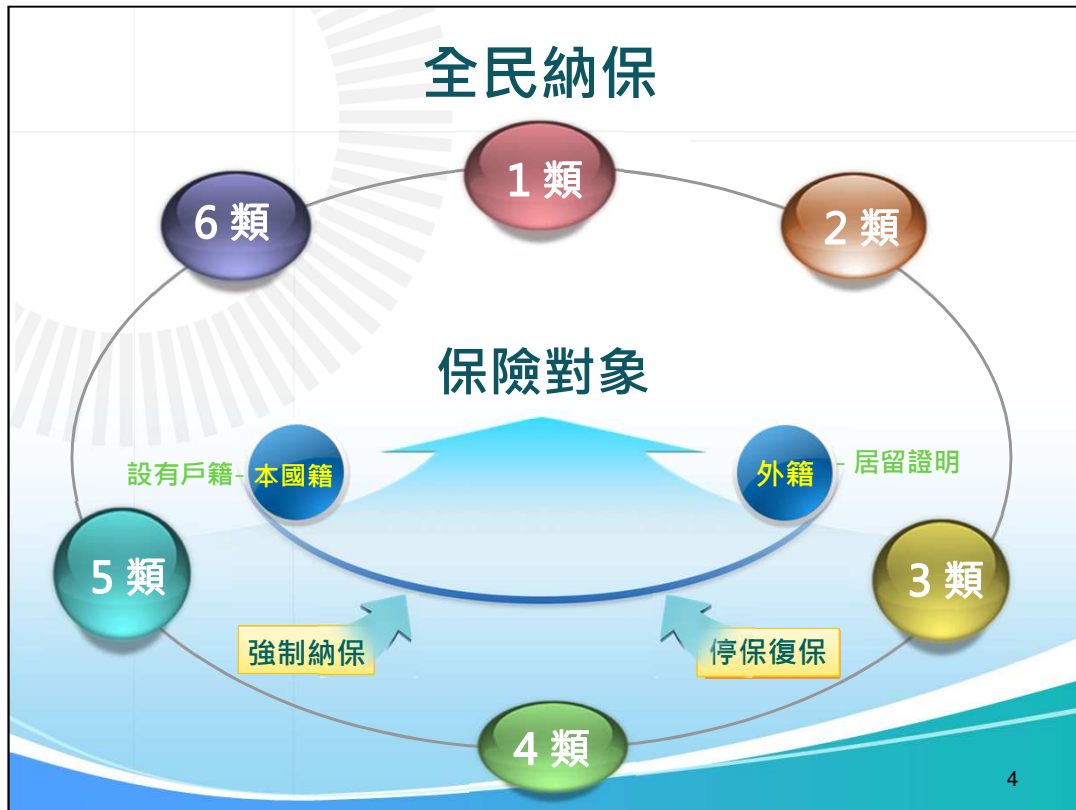 全民納保
1 類
6 類
2 類
保險對象
設有戶�-本國籍
外籍- 居留證明
5 類
3 類
強制納保
停保復保
4 類
4